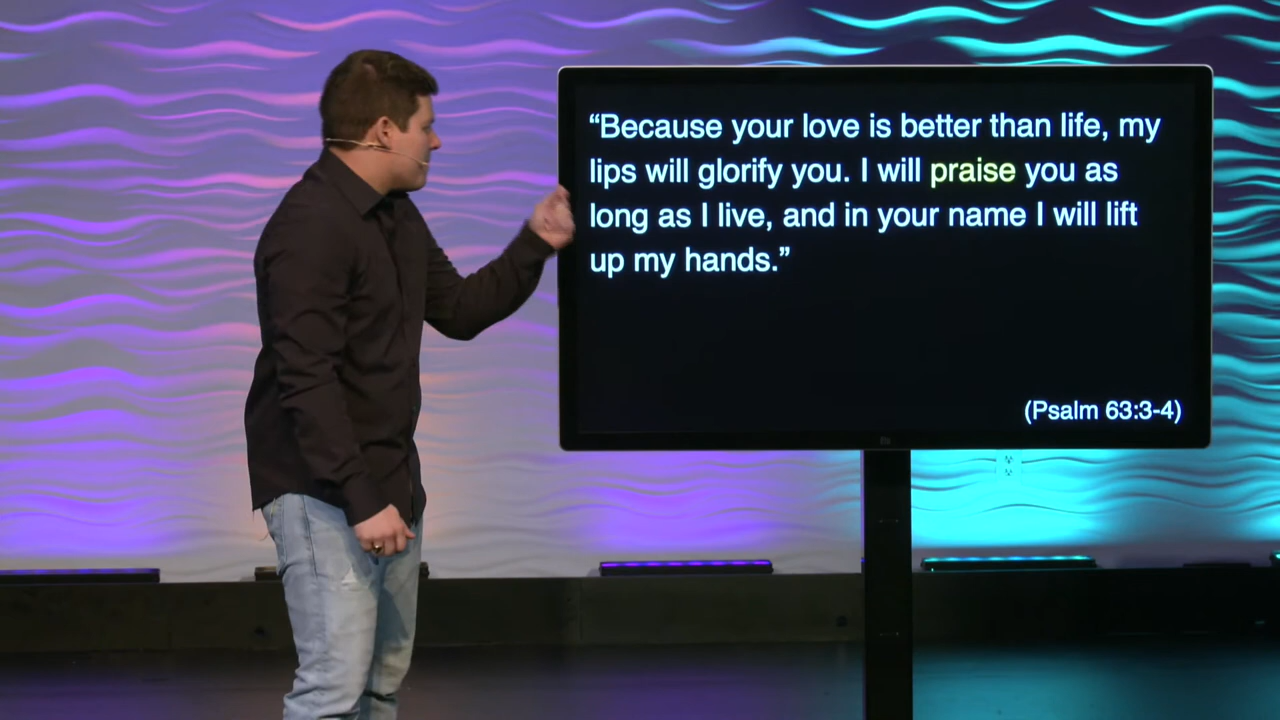 “Because your love is better than life, my
lips will glorify you. I will praise you as
long as I live, and in your name I will lift
up my hands.”
(Psalm 63:3-4)